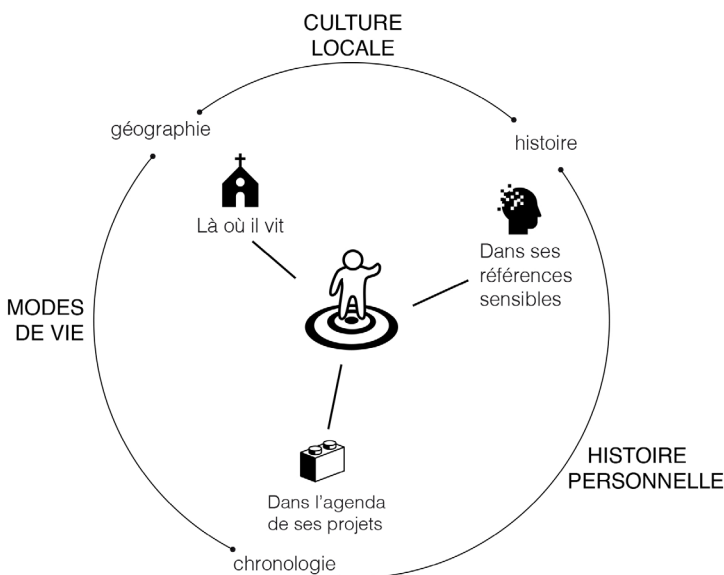 CULTURE
LOCALE
géographie
histoire
Là où il vit
Dans ses
références
sensibles
MODES
DE VIE
HISTOIRE
PERSONNELLE
Dans l'agenda
de ses projets
chronologie